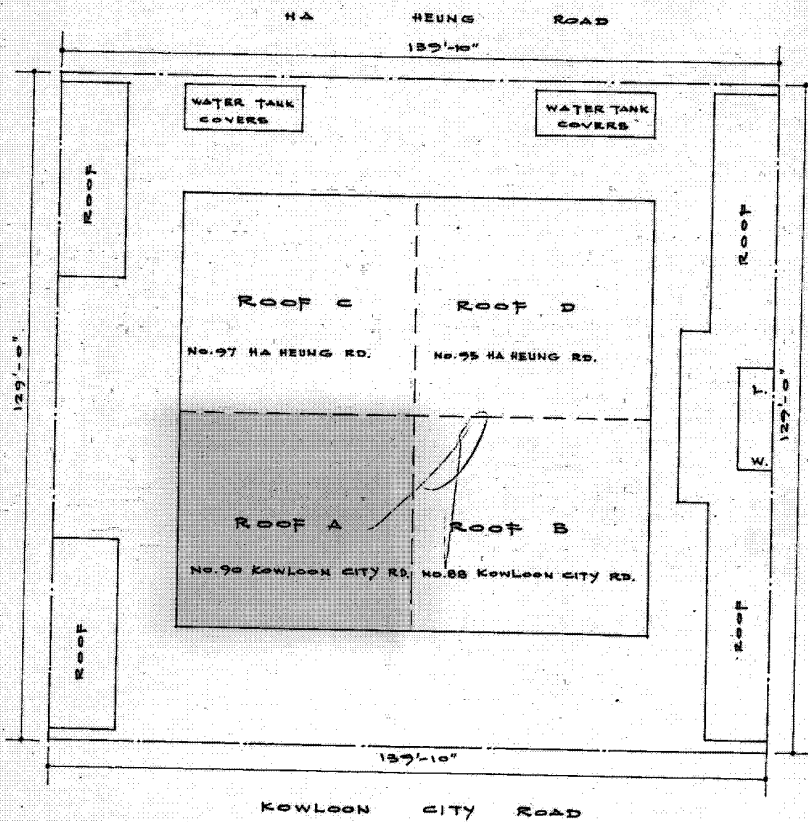 HA HEUNG ROAD
139'-10"
WATER TANK
COVERS
WATER TANK
COVERS
ROOF
ROOF
ROOF C
ROOF D
No.97 HA HEUNG RD.
No.95 HA HEUNG RD.
129'-0"
W. T.
129'-0"
ROOF A
ROOF B
No.90 KOWLOON CITY RD.
No.88 KOWLOON CITY RD.
ROOF
ROOF
139'-10"
KOWLOON CITY ROAD